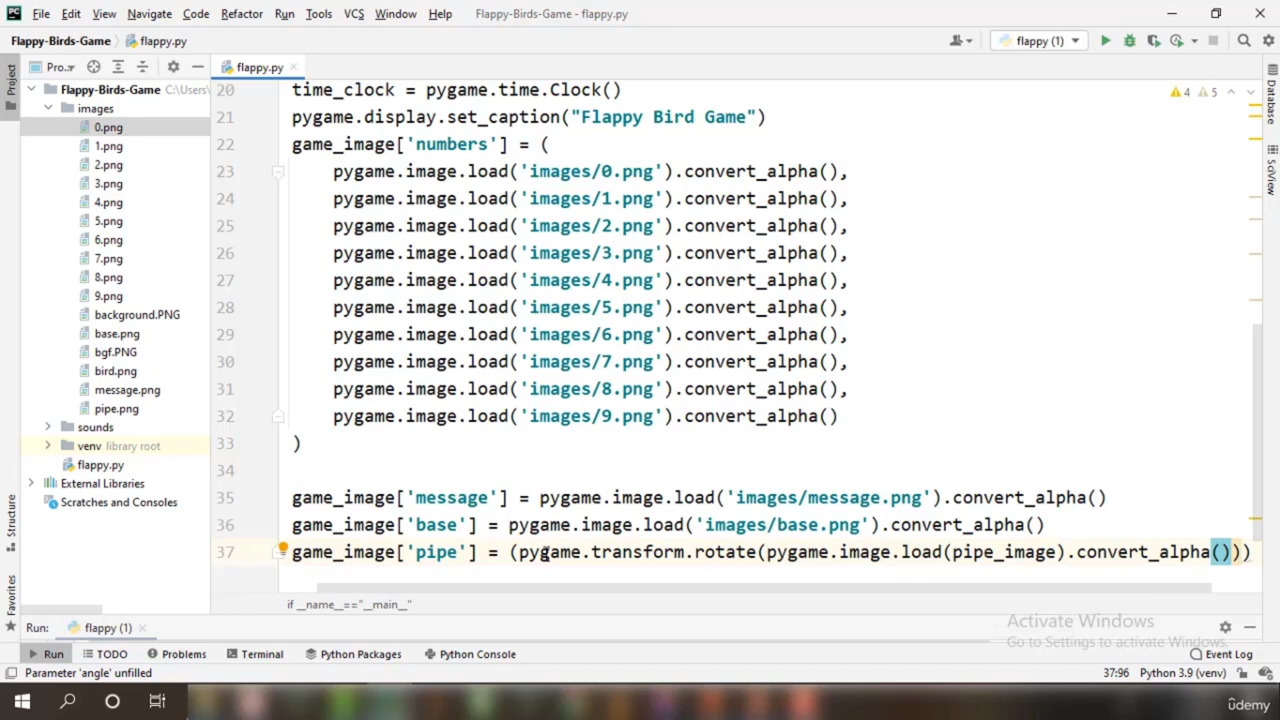 File Edit View Navigate Code Refactor Run Tools VCS Window Help Flappy-Birds-Game - flappy.py
Flappy-Birds-Game flappy.py flappy (1)
Pro... flappy.py
Project
Flappy-Birds-Game C:\Users\
images
0.png
1.png
2.png
3.png
4.png
5.png
6.png
7.png
8.png
9.png
background.PNG
base.png
bgf.PNG
bird.png
message.png
pipe.png
sounds
venv library root
flappy.py
External Libraries
Scratches and Consoles
Structure
Favorites
20 time_clock = pygame.time.Clock()
21 pygame.display.set_caption("Flappy Bird Game")
22 game_image['numbers'] = (
23 pygame.image.load('images/0.png').convert_alpha(),
24 pygame.image.load('images/1.png').convert_alpha(),
25 pygame.image.load('images/2.png').convert_alpha(),
26 pygame.image.load('images/3.png').convert_alpha(),
27 pygame.image.load('images/4.png').convert_alpha(),
28 pygame.image.load('images/5.png').convert_alpha(),
29 pygame.image.load('images/6.png').convert_alpha(),
30 pygame.image.load('images/7.png').convert_alpha(),
31 pygame.image.load('images/8.png').convert_alpha(),
32 pygame.image.load('images/9.png').convert_alpha()
33 )
34
35 game_image['message'] = pygame.image.load('images/message.png').convert_alpha()
36 game_image['base'] = pygame.image.load('images/base.png').convert_alpha()
37 game_image['pipe'] = (pygame.transform.rotate(pygame.image.load(pipe_image).convert_alpha()))
4 5
Database
SciView
if __name__=="__main__"
Activate Windows
Go to Settings to activate Windows.
Run: flappy (1)
Run TODO Problems Terminal Python Packages Python Console Event Log
Parameter 'angle' unfilled 37:96 Python 3.9 (venv)
ûdemy